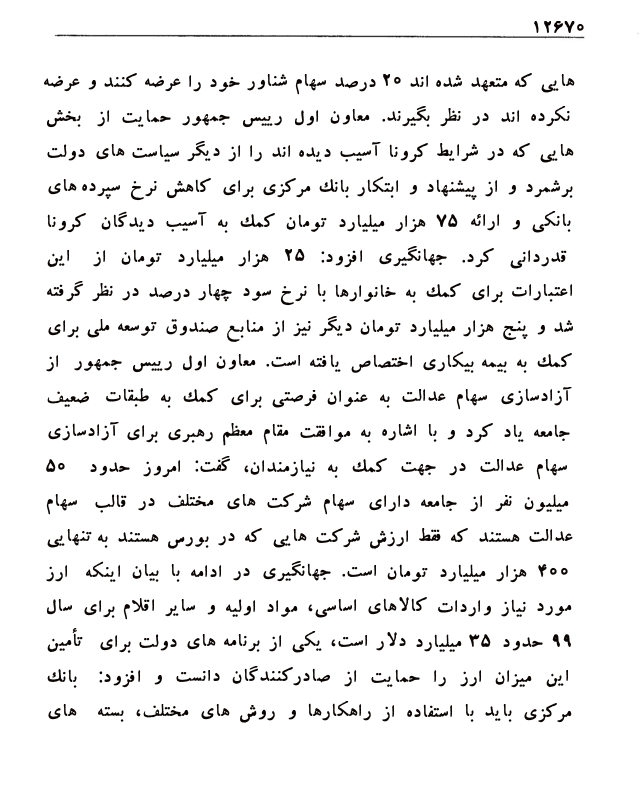 ۱۲۶۷۰
هایی که متعهد شده اند ۲۰ درصد سهام شناور خود را عرضه کنند و عرضه
نکرده اند در نظر بگیرند. معاون اول رییس جمهور حمایت از بخش
هایی که در شرایط کرونا آسیب دیده اند را از دیگر سیاست های دولت
برشمرد و از پیشنهاد و ابتکار بانك مرکزی برای کاهش نرخ سپرده های
بانکی و ارائه ۷۵ هزار میلیارد تومان کمك به آسیب دیدگان کرونا
قدردانی کرد. جهانگیری افزود: ۲۵ هزار میلیارد تومان از این
اعتبارات برای کمك به خانوارها با نرخ سود چهار درصد در نظر گرفته
شد و پنج هزار میلیارد تومان دیگر نیز از منابع صندوق توسعه ملی برای
کمك به بیمه بیکاری اختصاص یافته است. معاون اول رییس جمهور از
آزادسازی سهام عدالت به عنوان فرصتی برای کمك به طبقات ضعیف
جامعه یاد کرد و با اشاره به موافقت مقام معظم رهبری برای آزادسازی
سهام عدالت در جهت کمك به نیازمندان، گفت: امروز حدود ۵۰
میلیون نفر از جامعه دارای سهام شرکت های مختلف در قالب سهام
عدالت هستند که فقط ارزش شرکت هایی که در بورس هستند به تنهایی
۴۰۰ هزار میلیارد تومان است. جهانگیری در ادامه با بیان اینکه ارز
مورد نیاز واردات کالاهای اساسی، مواد اولیه و سایر اقلام برای سال
۹۹ حدود ۳۵ میلیارد دلار است، یکی از برنامه های دولت برای تأمین
این میزان ارز را حمایت از صادرکنندگان دانست و افزود: بانك
مرکزی باید با استفاده از راهکارها و روش های مختلف، بسته های